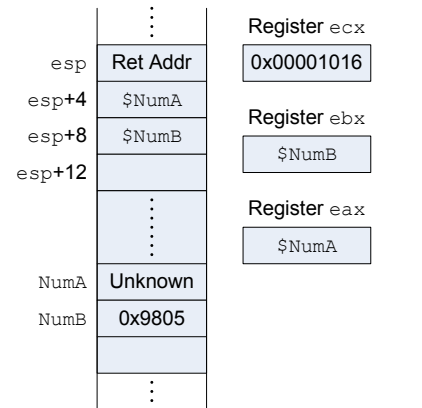 Register ecx
esp Ret Addr 0x00001016
esp+4 $NumA
Register ebx
esp+8 $NumB
$NumB
esp+12
Register eax
$NumA
NumA Unknown
NumB 0x9805